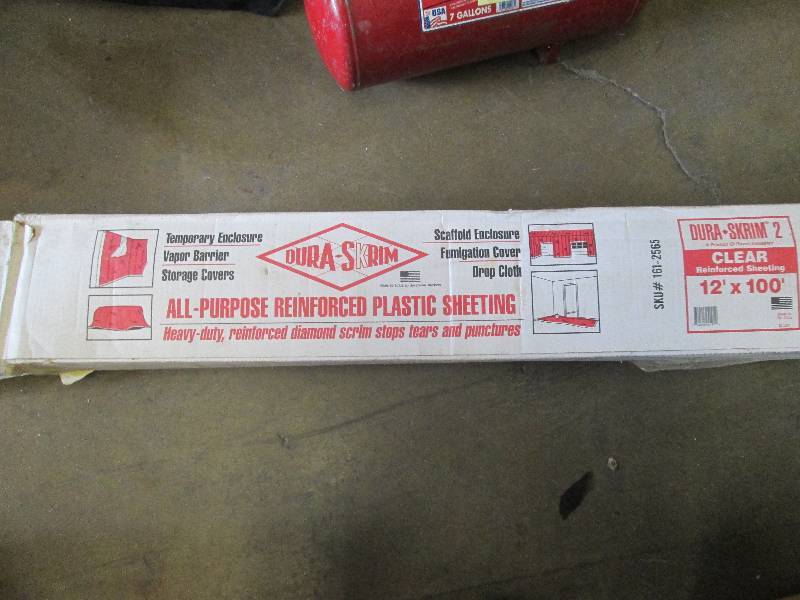 USA
7 GALLONS
Temporary Enclosure
Vapor Barrier
Storage Covers
DURA-SKRIM
Scaffold Enclosure
Fumigation Cover
Drop Cloth
ALL-PURPOSE REINFORCED PLASTIC SHEETING
Heavy-duty, reinforced diamond scrim stops tears and punctures
SKU# 161-2565
DURA•SKRIM® 2
CLEAR
Reinforced Sheeting
12' x 100'